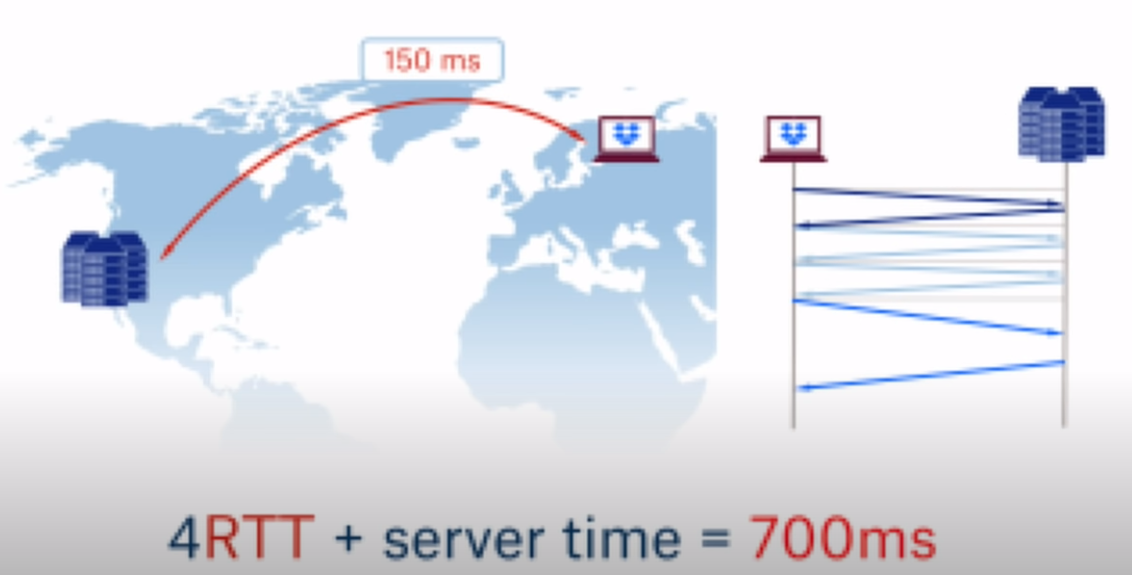 150 ms
4RTT + server time = 700ms